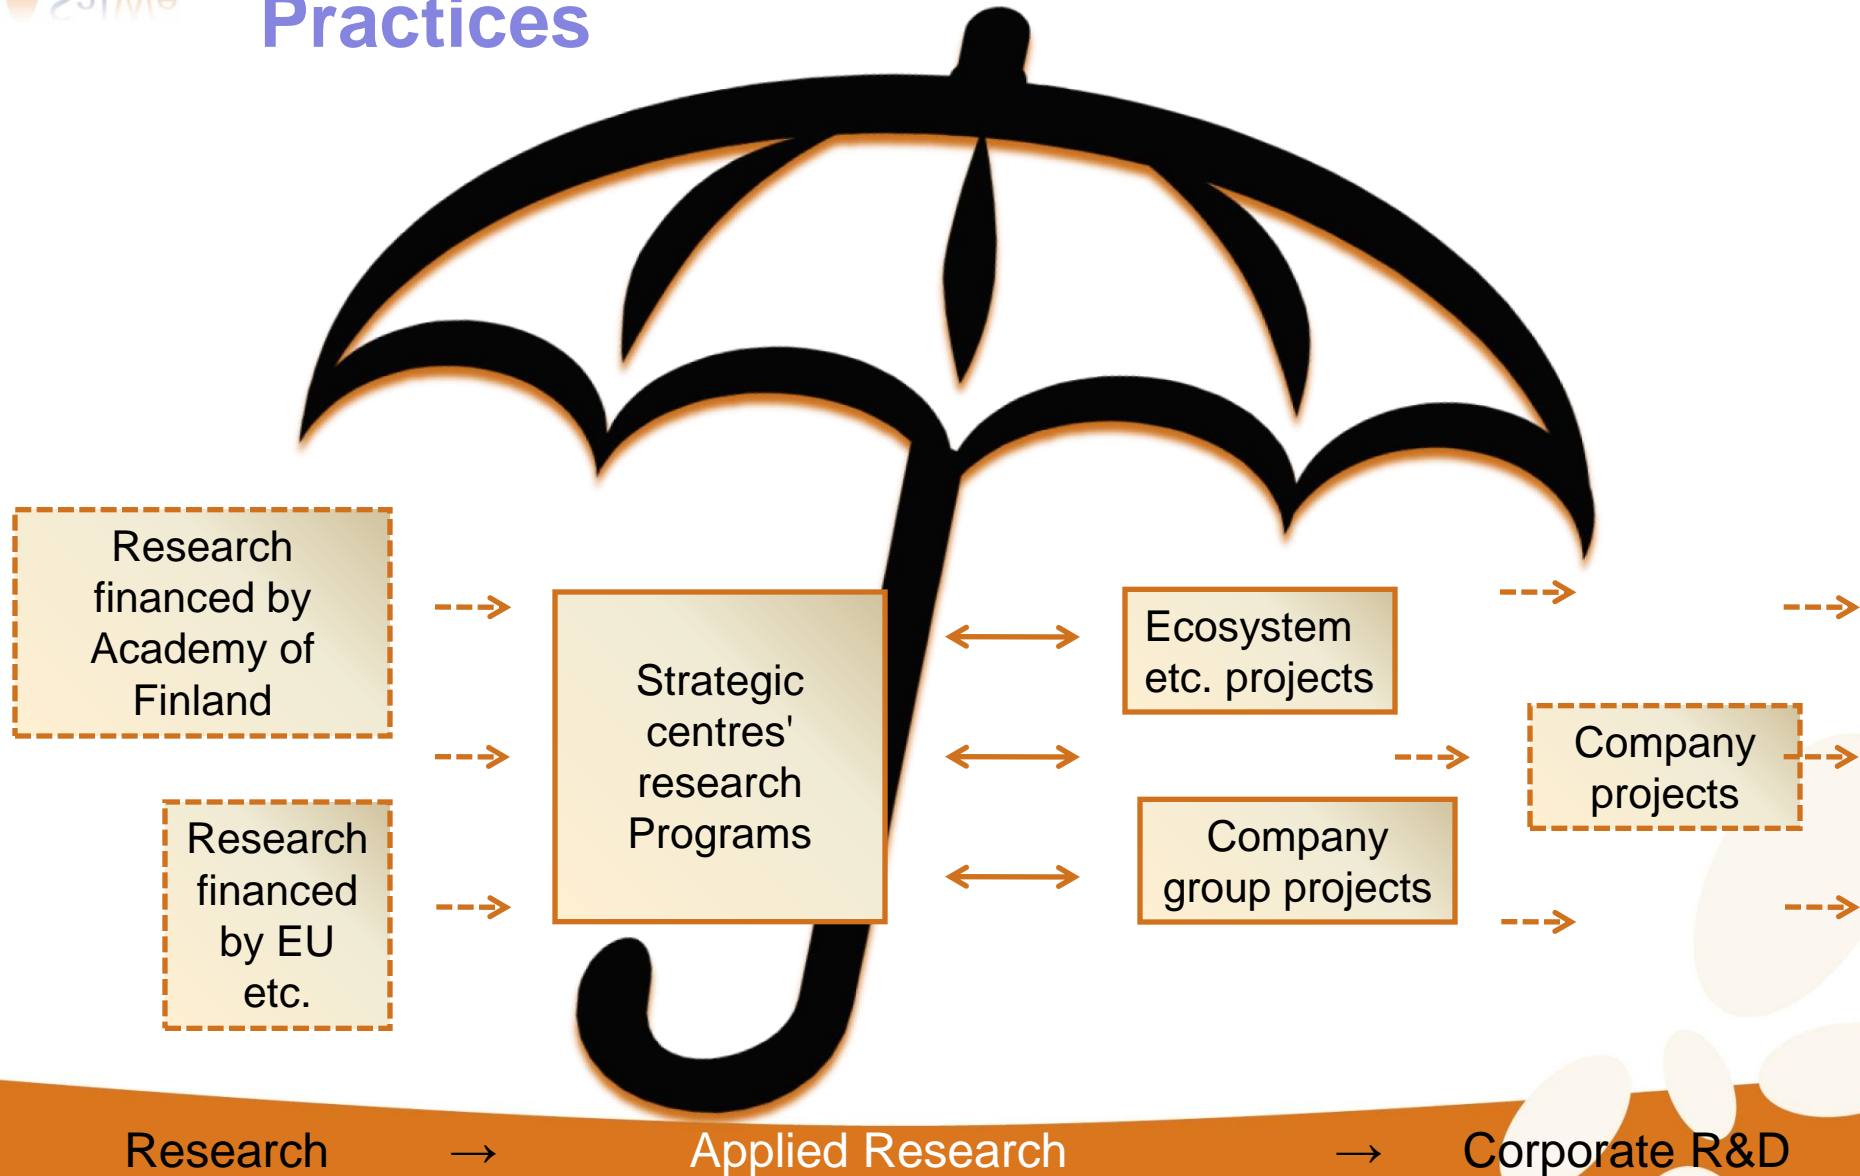 Practices
Research
financed by
Academy of
Finland
Research
financed
by EU
etc.
Strategic
centres'
research
Programs
Ecosystem
etc. projects
Company
group projects
Company
projects
Research → Applied Research → Corporate R&D